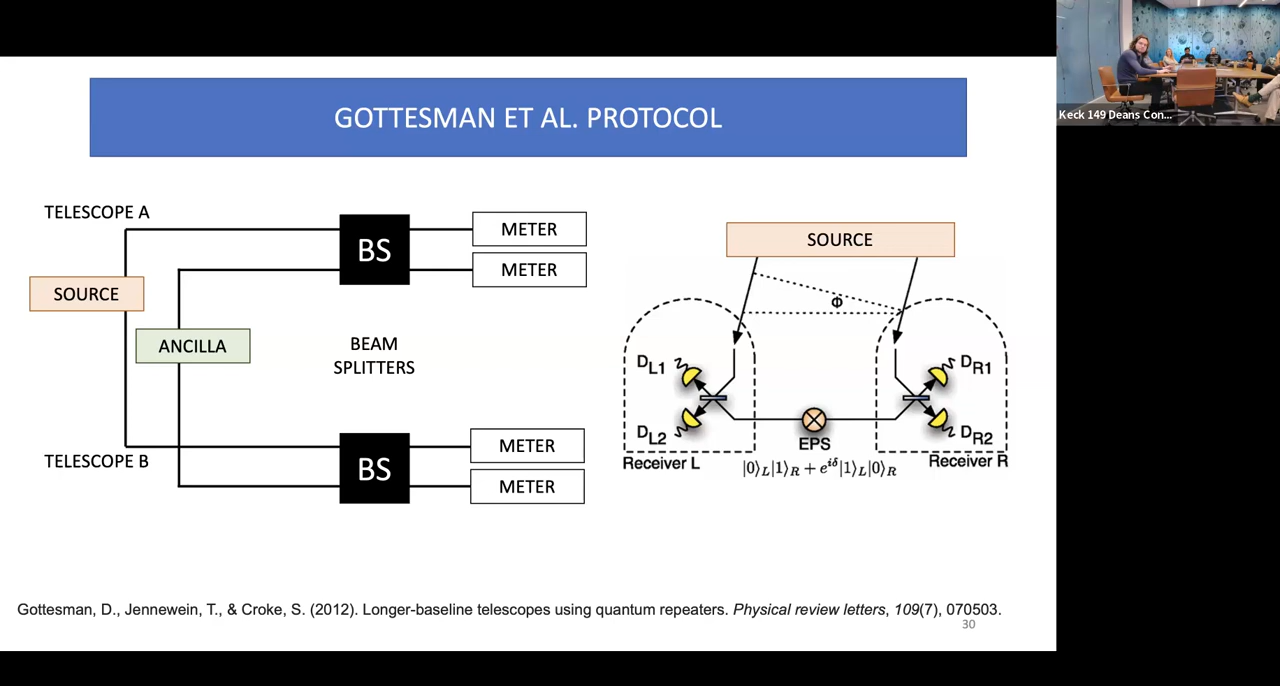 GOTTESMAN ET AL. PROTOCOL
Keck 149 Deans Con...
TELESCOPE A
SOURCE
ANCILLA
TELESCOPE B
BS
BS
BEAM
SPLITTERS
METER
METER
METER
METER
SOURCE
Φ
DL1
DL2
Receiver L
EPS
|0⟩L|1⟩R + e^{iδ}|1⟩L|0⟩R
DR1
DR2
Receiver R
Gottesman, D., Jennewein, T., & Croke, S. (2012). Longer-baseline telescopes using quantum repeaters. Physical review letters, 109(7), 070503.
30